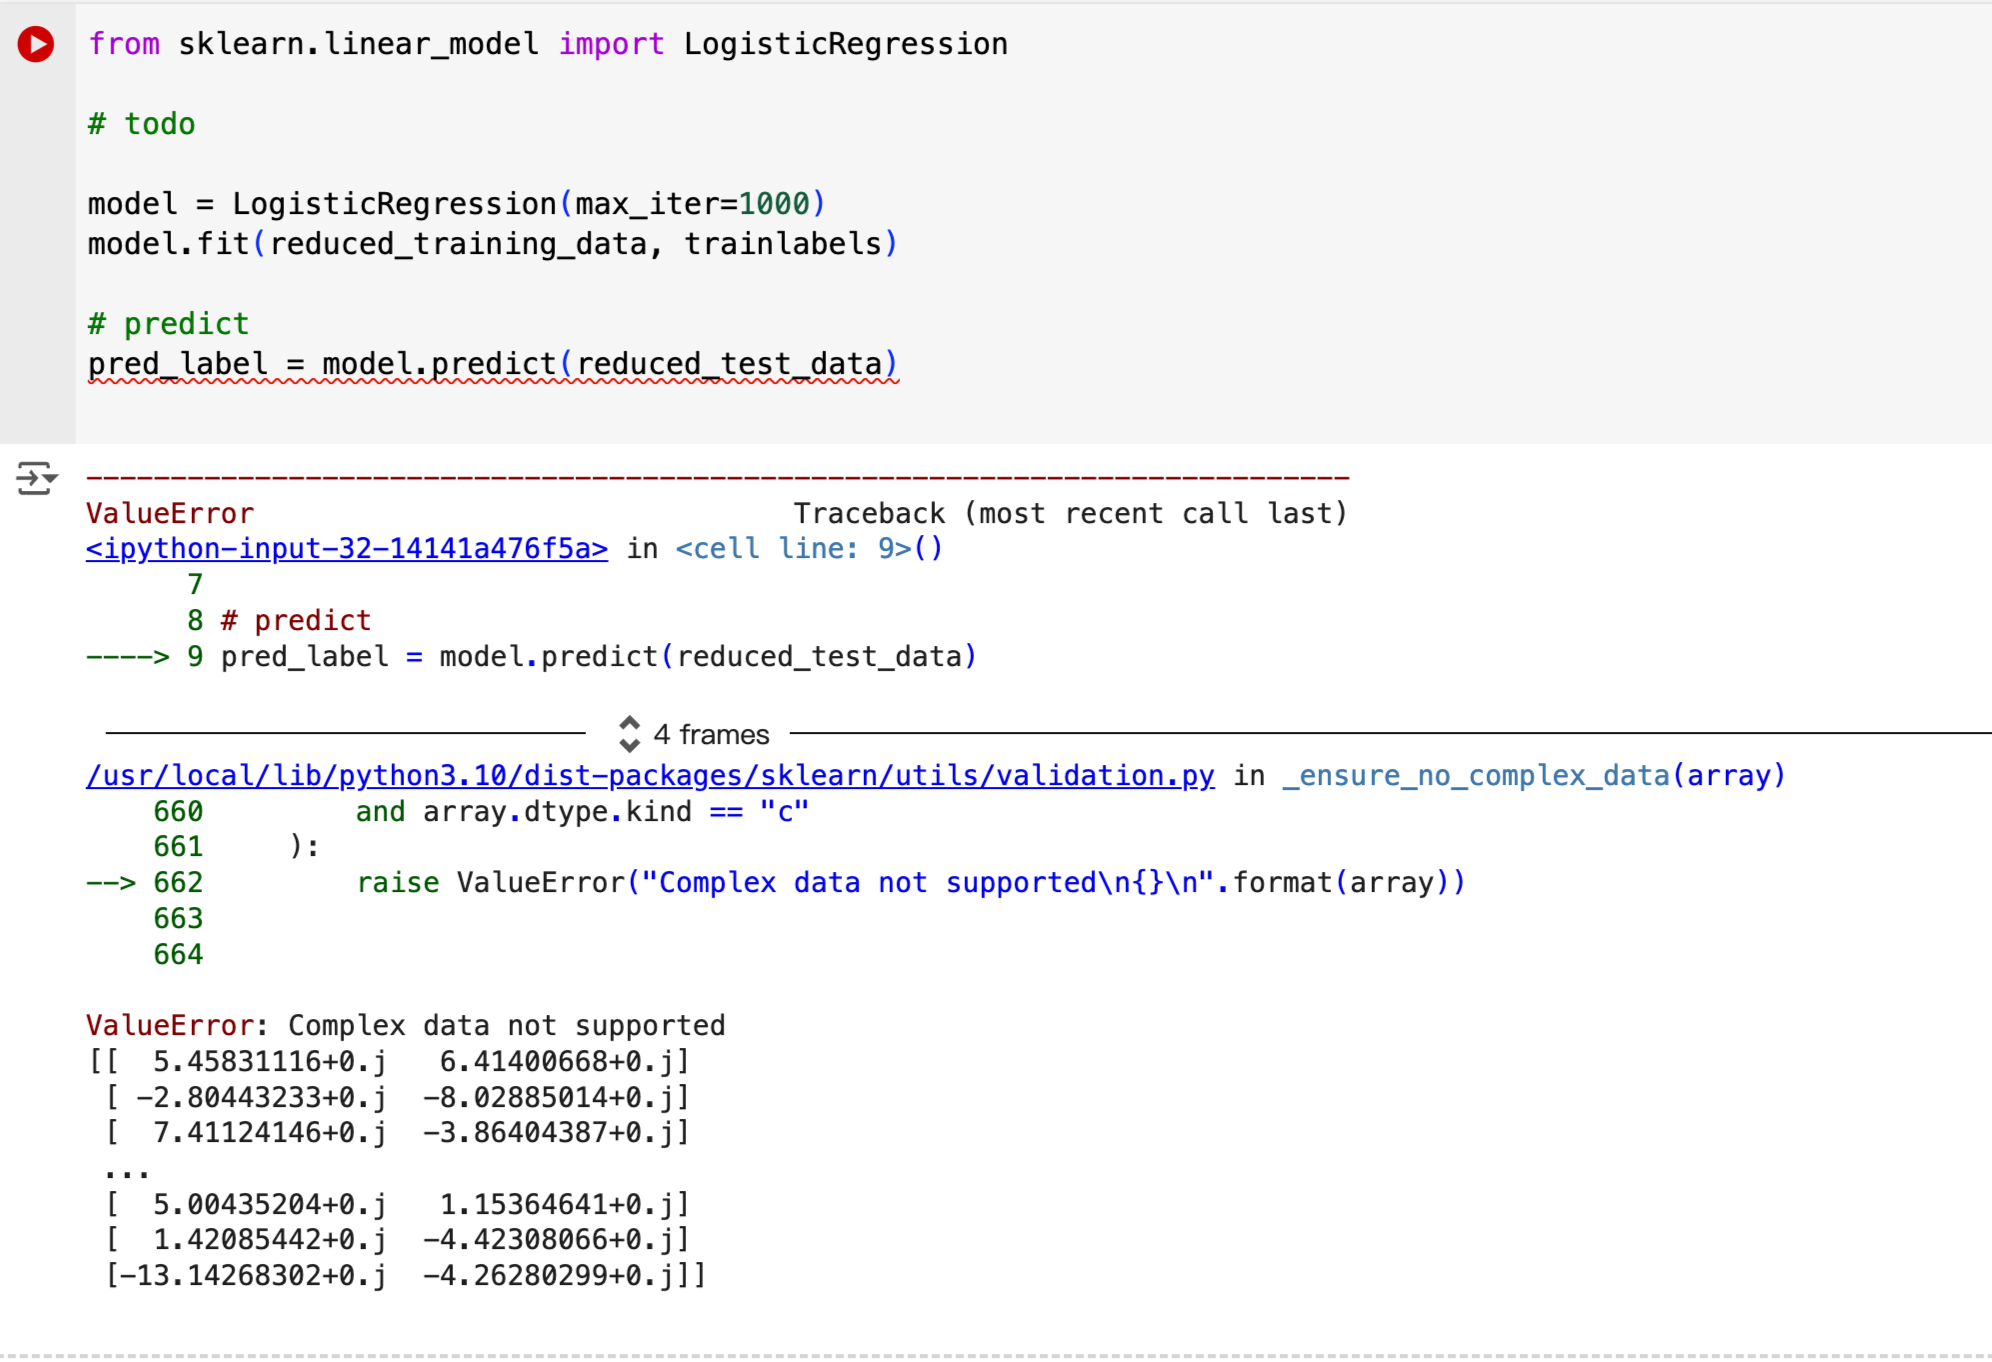 from sklearn.linear_model import LogisticRegression
# todo
model = LogisticRegression(max_iter=1000)
model.fit(reduced_training_data, trainlabels)
# predict
pred_label = model.predict(reduced_test_data)
---------------------------------------------------------------------------
ValueError                                Traceback (most recent call last)
<ipython-input-32-14141a476f5a> in <cell line: 9>()
      7
      8 # predict
----> 9 pred_label = model.predict(reduced_test_data)
4 frames
/usr/local/lib/python3.10/dist-packages/sklearn/utils/validation.py in _ensure_no_complex_data(array)
    660         and array.dtype.kind == "c"
    661     ):
--> 662         raise ValueError("Complex data not supported\n{}\n".format(array))
    663
    664
ValueError: Complex data not supported
[[  5.45831116+0.j   6.41400668+0.j]
 [ -2.80443233+0.j  -8.02885014+0.j]
 [  7.41124146+0.j  -3.86404387+0.j]
 ...
 [  5.00435204+0.j   1.15364641+0.j]
 [  1.42085442+0.j  -4.42308066+0.j]
 [-13.14268302+0.j  -4.26280299+0.j]]